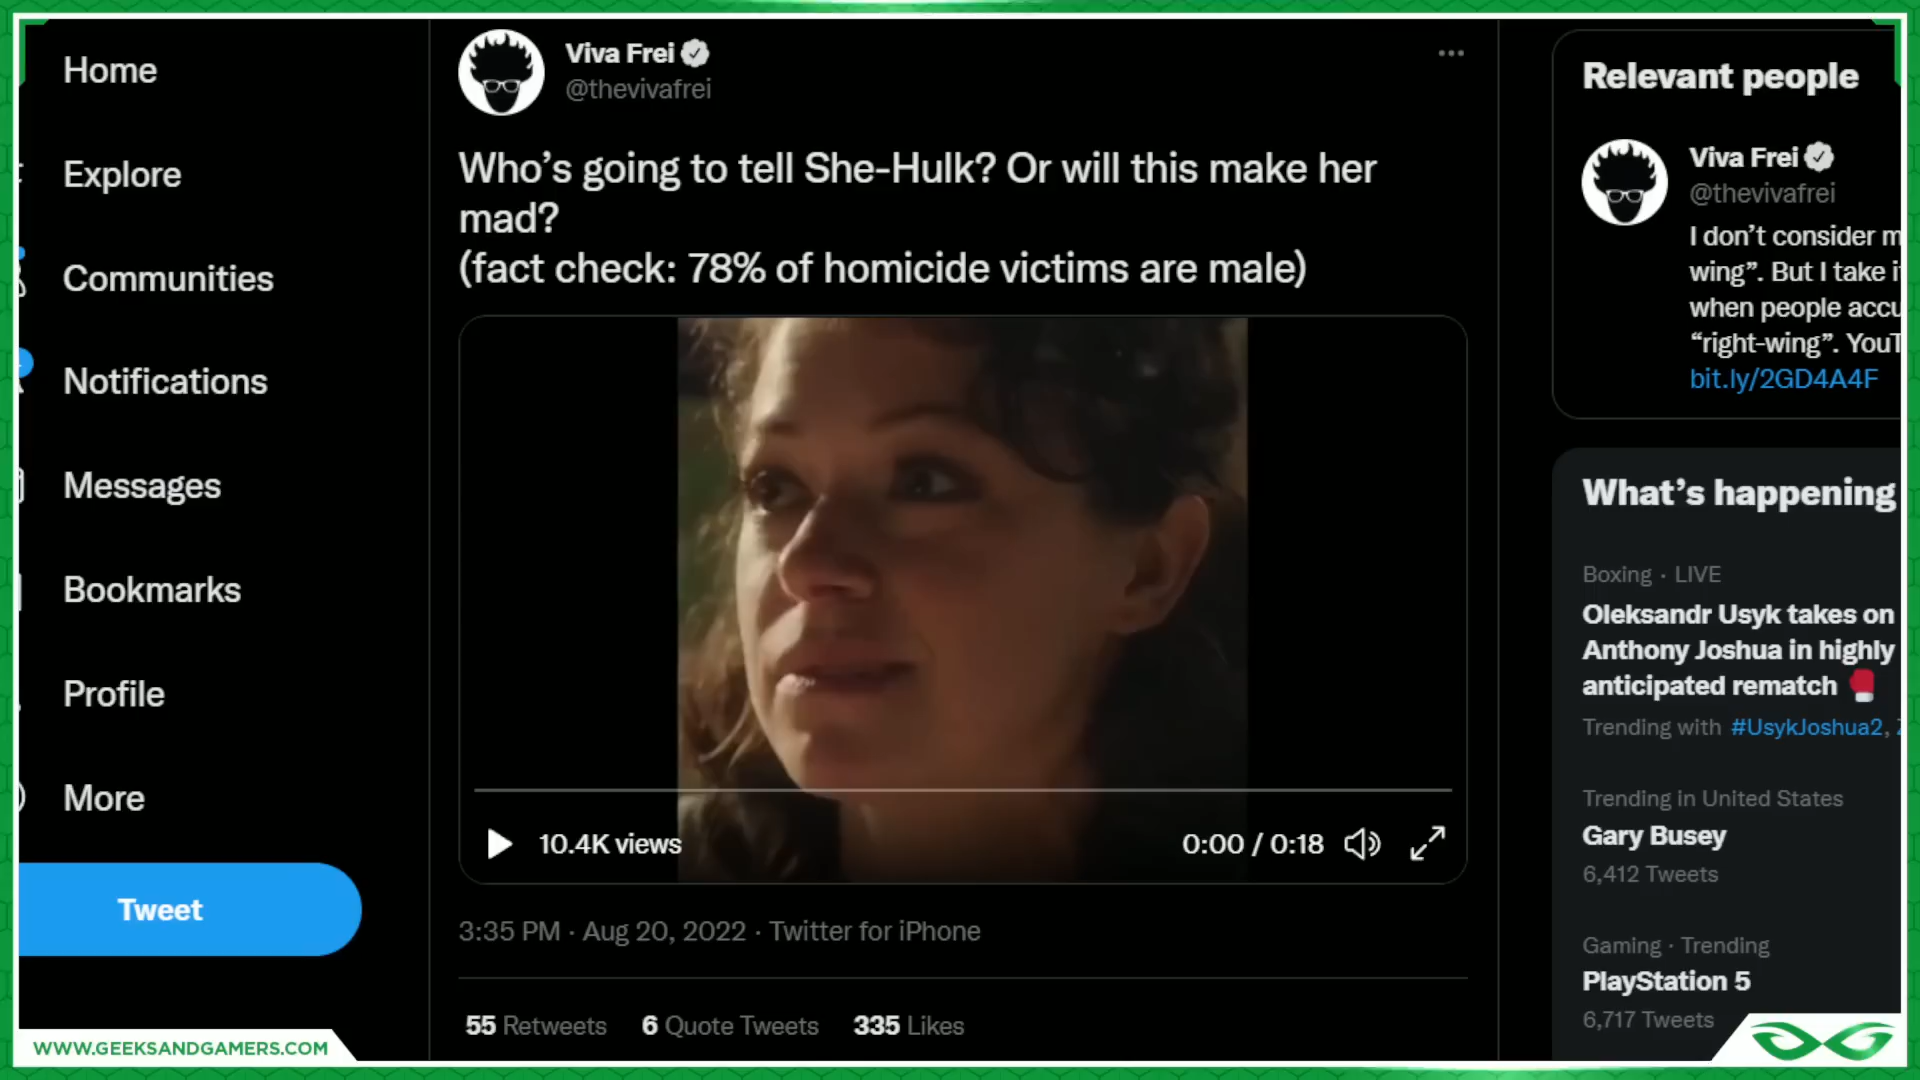 Home
Explore
Communities
Notifications
Messages
Bookmarks
Profile
More
Tweet
Viva Frei
@thevivafrei
Who’s going to tell She-Hulk? Or will this make her
mad?
(fact check: 78% of homicide victims are male)
10.4K views
0:00 / 0:18
3:35 PM · Aug 20, 2022 · Twitter for iPhone
55 Retweets 6 Quote Tweets 335 Likes
Relevant people
Viva Frei
@thevivafrei
I don’t consider m
wing”. But I take i
when people accu
“right-wing”. YouT
bit.ly/2GD4A4F
What’s happening
Boxing · LIVE
Oleksandr Usyk takes on
Anthony Joshua in highly
anticipated rematch
Trending with #UsykJoshua2,
Trending in United States
Gary Busey
6,412 Tweets
Gaming · Trending
PlayStation 5
6,717 Tweets
WWW.GEEKSANDGAMERS.COM